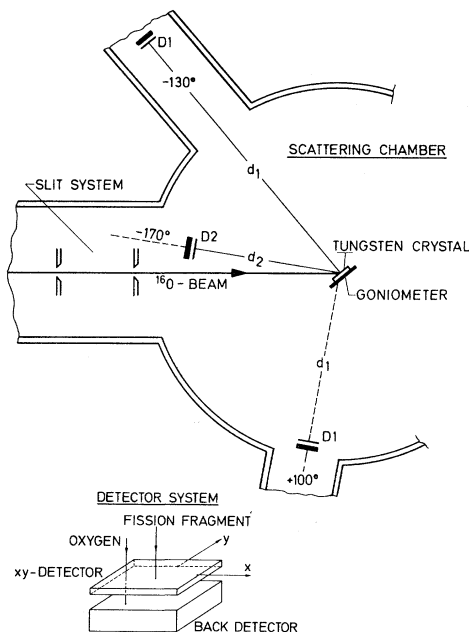 D1
-130°
SCATTERING CHAMBER
d1
SLIT SYSTEM
-170°
D2
d2
TUNGSTEN CRYSTAL
GONIOMETER
16O-BEAM
d1
D1
+100°
DETECTOR SYSTEM
FISSION FRAGMENT
OXYGEN
y
xy-DETECTOR
x
BACK DETECTOR